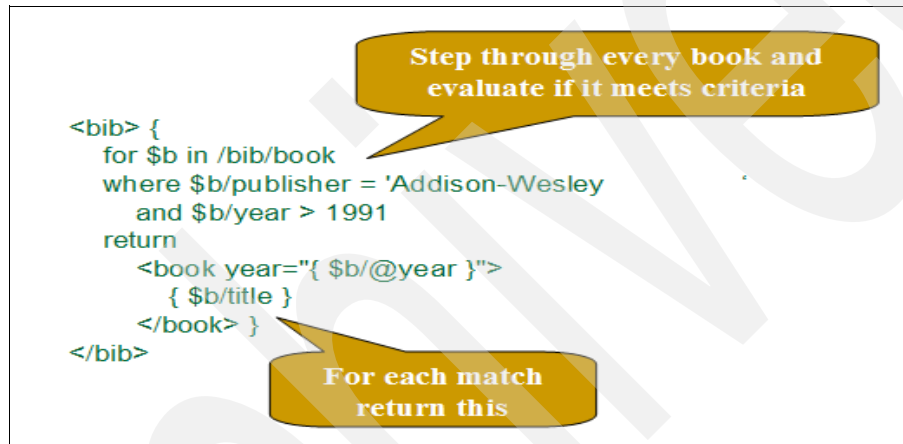 Step through every book and
evaluate if it meets criteria
<bib> {
for $b in /bib/book
where $b/publisher = 'Addison-Wesley ‘
and $b/year > 1991
return
<book year="{ $b/@year }">
{ $b/title }
</book> }
</bib>
For each match
return this